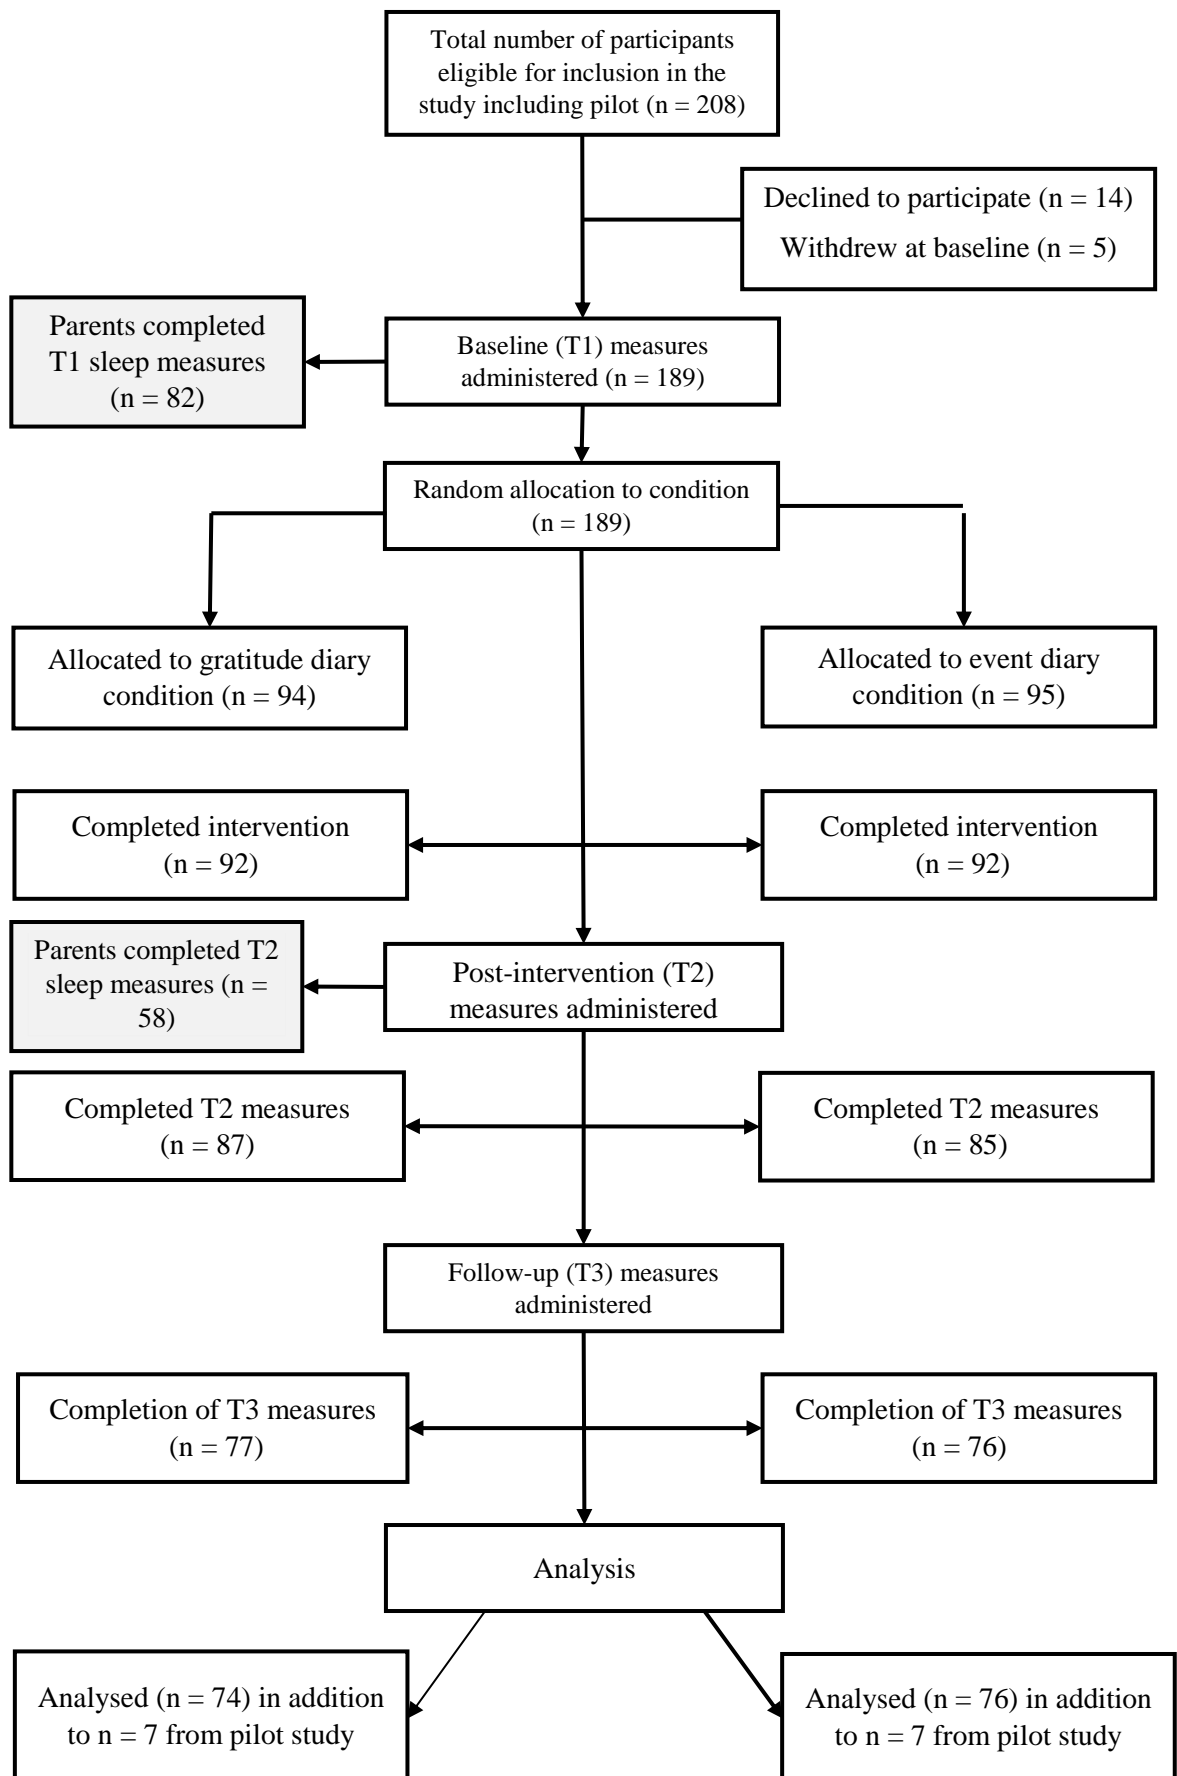 Total number of participants
eligible for inclusion in the
study including pilot (n = 208)
Declined to participate (n = 14)
Withdrew at baseline (n = 5)
Parents completed
T1 sleep measures
(n = 82)
Baseline (T1) measures
administered (n = 189)
Random allocation to condition
(n = 189)
Allocated to gratitude diary
condition (n = 94)
Allocated to event diary
condition (n = 95)
Completed intervention
(n = 92)
Completed intervention
(n = 92)
Parents completed T2
sleep measures (n =
58)
Post-intervention (T2)
measures administered
Completed T2 measures
(n = 87)
Completed T2 measures
(n = 85)
Follow-up (T3) measures
administered
Completion of T3 measures
(n = 77)
Completion of T3 measures
(n = 76)
Analysis
Analysed (n = 74) in addition
to n = 7 from pilot study
Analysed (n = 76) in addition
to n = 7 from pilot study